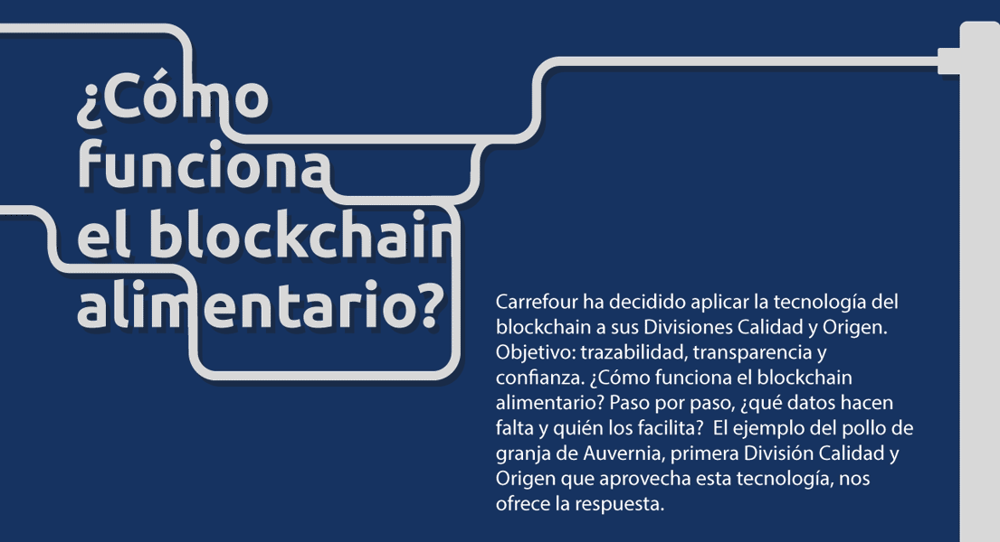 ¿Cómo
funciona
el blockchain
alimentario?
Carrefour ha decidido aplicar la tecnología del
blockchain a sus Divisiones Calidad y Origen.
Objetivo: trazabilidad, transparencia y
confianza. ¿Cómo funciona el blockchain
alimentario? Paso por paso, ¿qué datos hacen
falta y quién los facilita?  El ejemplo del pollo de
granja de Auvernia, primera División Calidad y
Origen que aprovecha esta tecnología, nos
ofrece la respuesta.